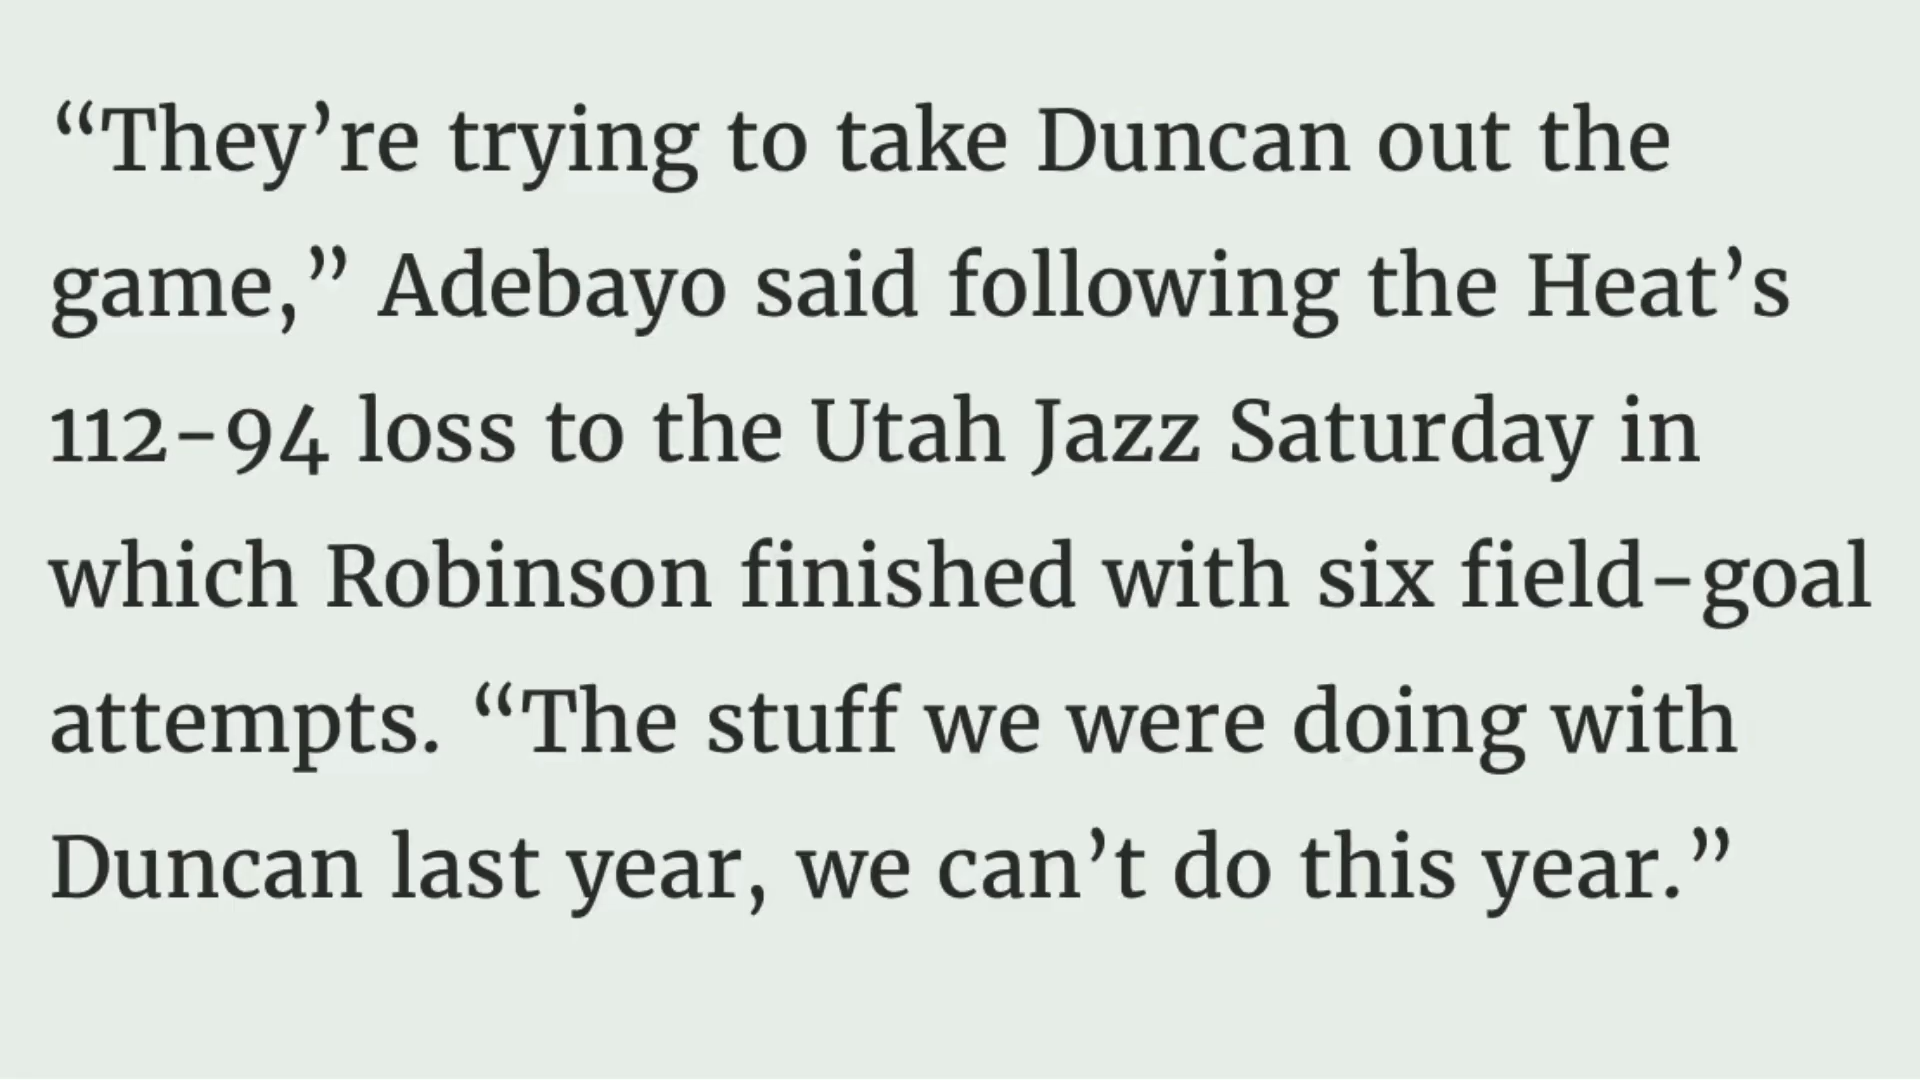 “They’re trying to take Duncan out the
game,” Adebayo said following the Heat’s
112-94 loss to the Utah Jazz Saturday in
which Robinson finished with six field-goal
attempts. “The stuff we were doing with
Duncan last year, we can’t do this year.”